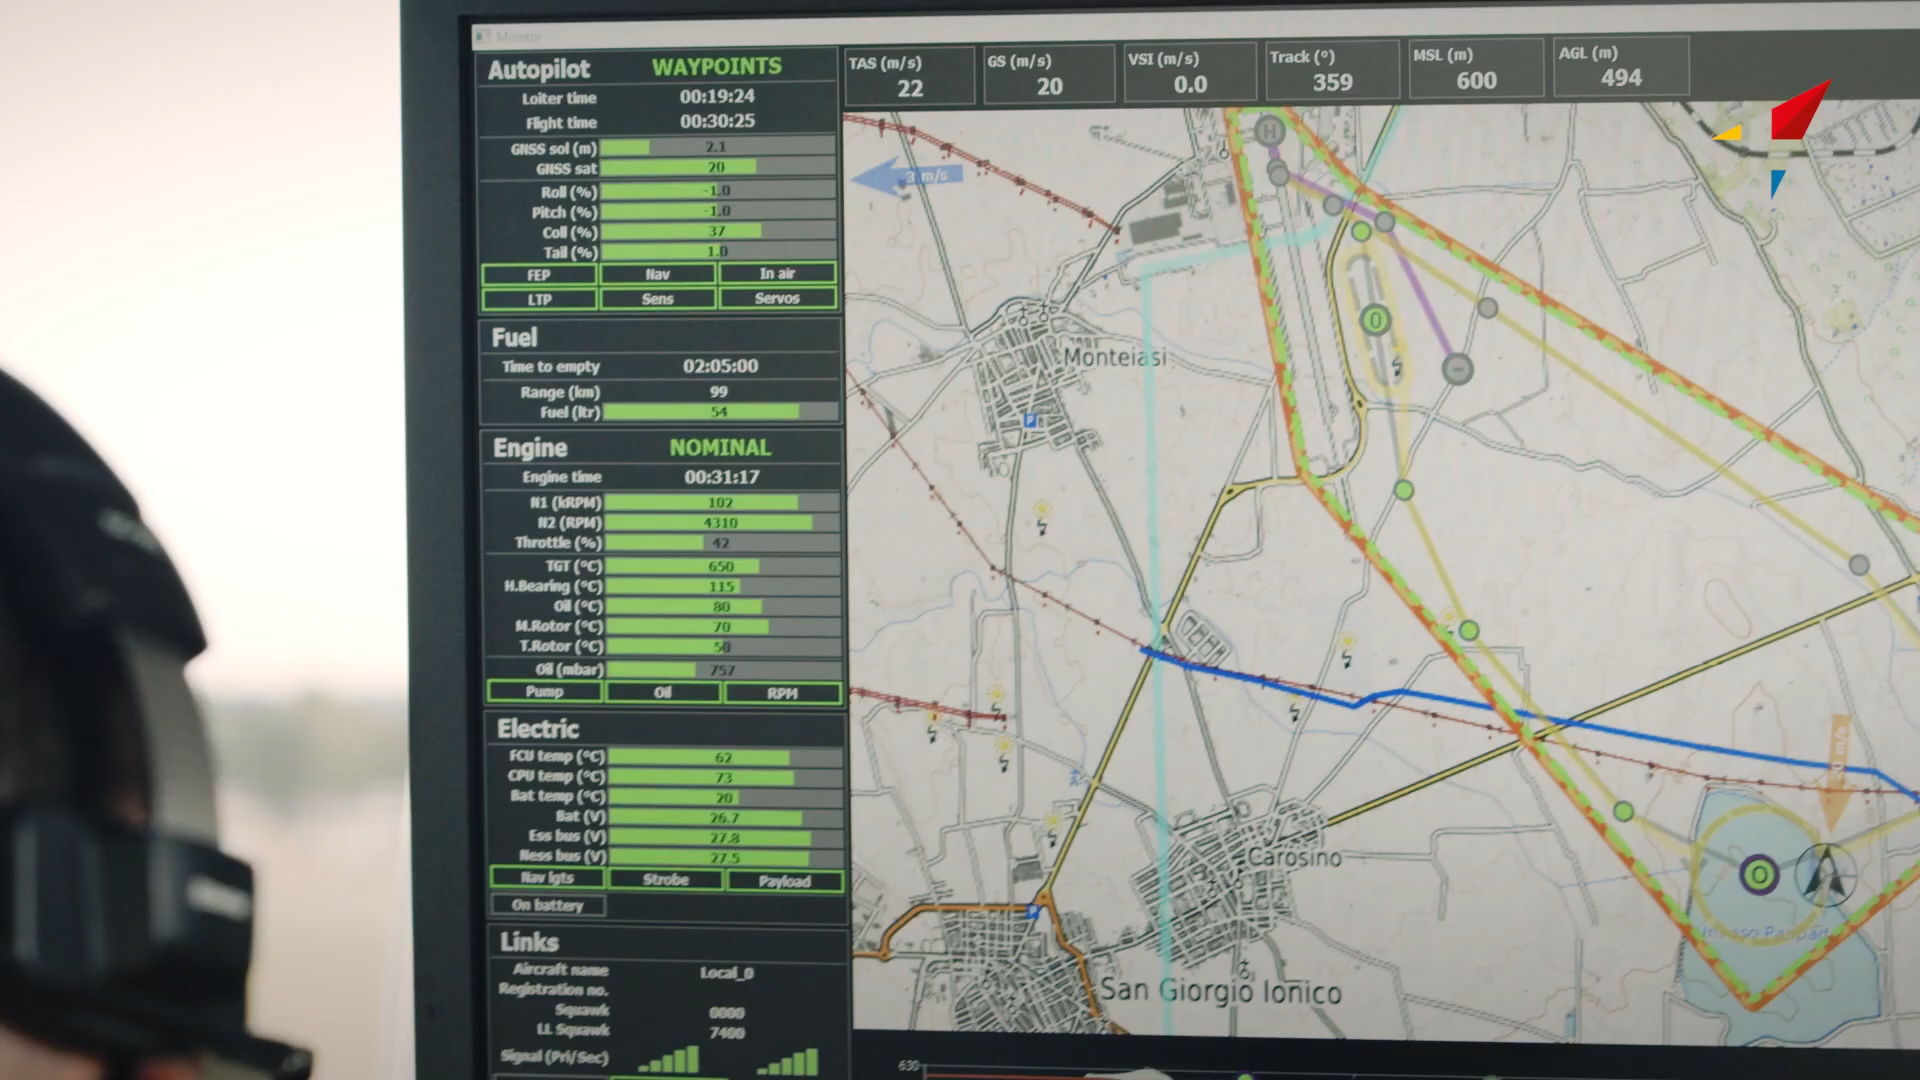 Monitor
Autopilot WAYPOINTS
Loiter time 00:19:24
Flight time 00:30:25
GNSS sol (m) 2.1
GNSS sat 20
Roll (%) -1.0
Pitch (%) -1.0
Coll (%) 37
Tail (%) 1.0
FEP Nav In air
LTP Sens Servos
Fuel
Time to empty 02:05:00
Range (km) 99
Fuel (ltr) 54
Engine NOMINAL
Engine time 00:31:17
N1 (kRPM) 102
N2 (RPM) 4310
Throttle (%) 42
TGT (°C) 650
H.Bearing (°C) 115
Oil (°C) 80
M.Rotor (°C) 70
T.Rotor (°C) 50
Oil (mbar) 757
Pump Oil RPM
Electric
FCU temp (°C) 62
CPU temp (°C) 73
Bat temp (°C) 20
Bat (V) 26.7
Ess bus (V) 27.8
Ness bus (V) 27.5
Nav lgts Strobe Payload
On battery
Links
Aircraft name Local_0
Registration no.
Squawk 0000
LL Squawk 7400
Signal (Pri/Sec)
TAS (m/s) GS (m/s) VSI (m/s) Track (°) MSL (m) AGL (m)
22 20 0.0 359 600 494
H
3 m/s
0
Monteiasi
P
Carosino
O
P
San Giorgio Ionico
630